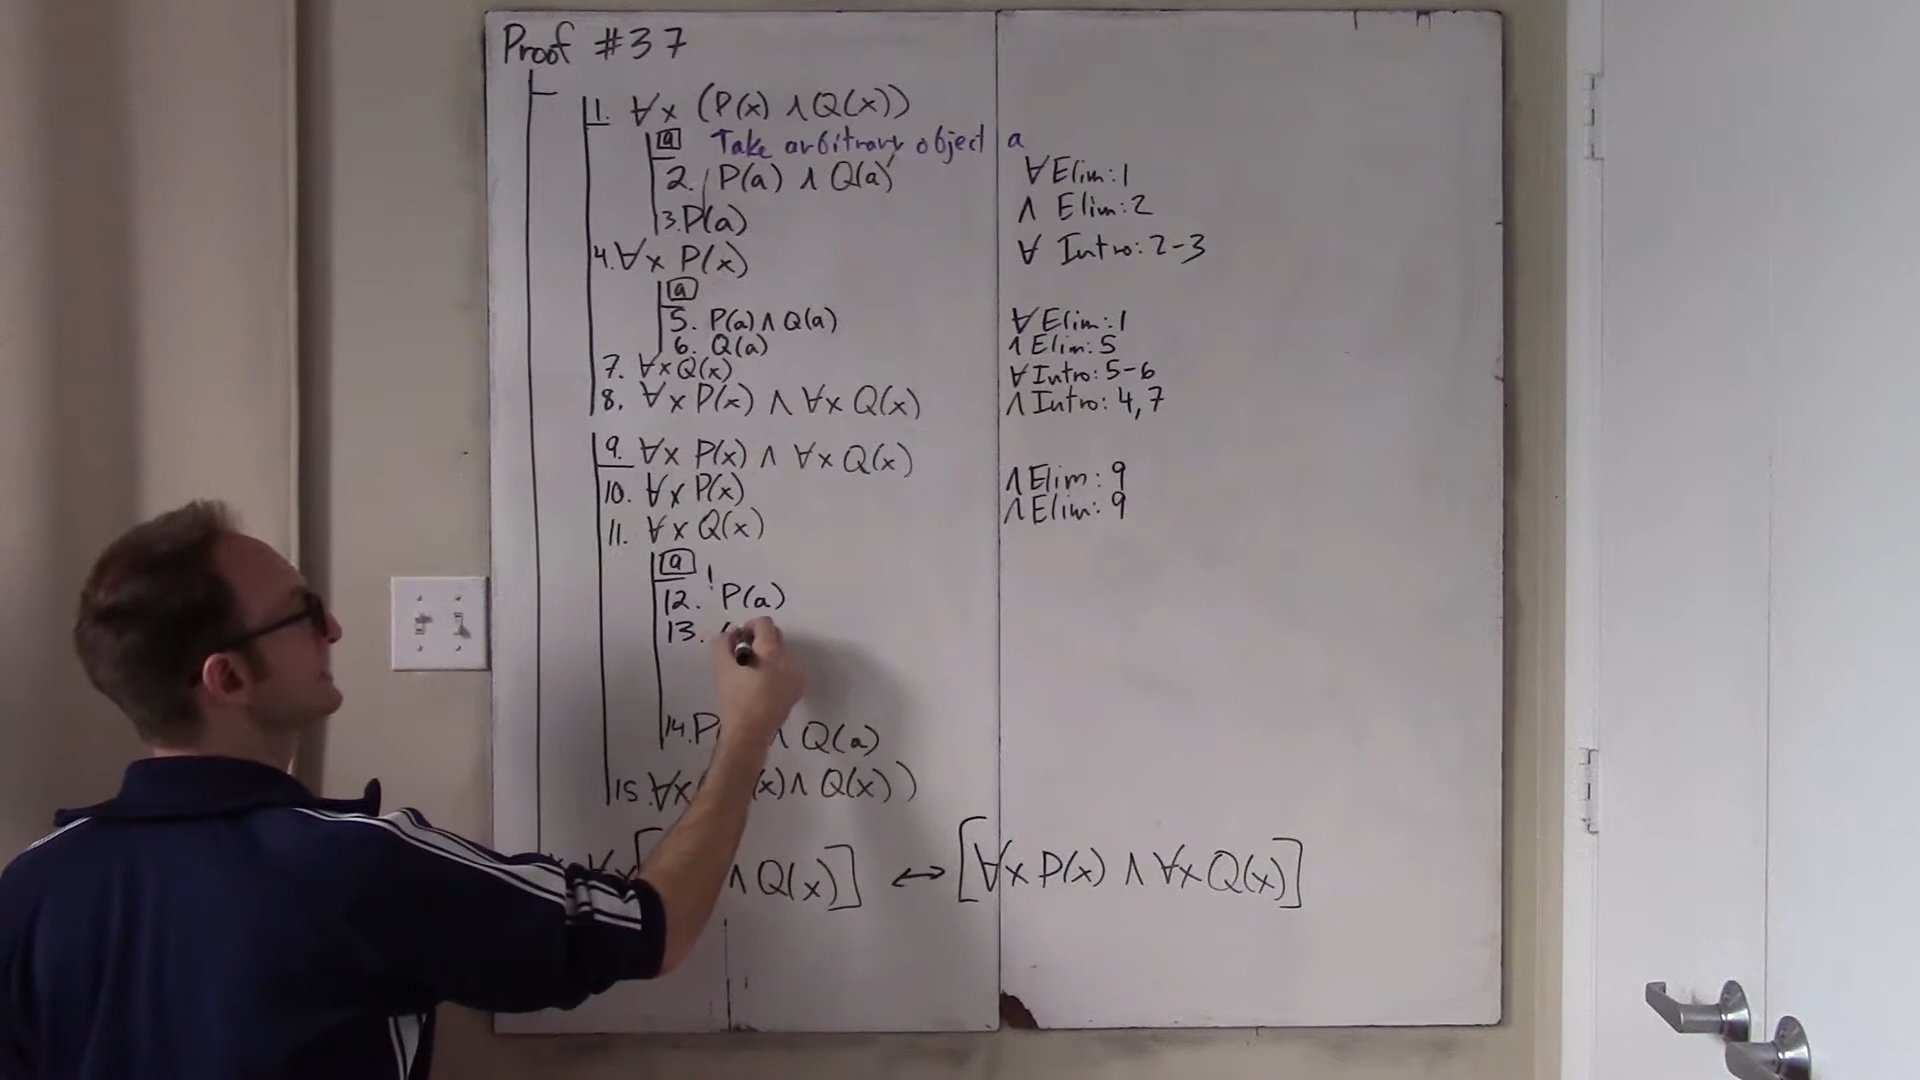 Proof #37
1. ∀x (P(x) ∧ Q(x))
a Take arbitrary object a
2. P(a) ∧ Q(a) ∀ Elim: 1
3. P(a) ∧ Elim: 2
4. ∀x P(x) ∀ Intro: 2-3
a
5. P(a) ∧ Q(a) ∀ Elim: 1
6. Q(a) ∧ Elim: 5
7. ∀x Q(x) ∀ Intro: 5-6
8. ∀x P(x) ∧ ∀x Q(x) ∧ Intro: 4,7
9. ∀x P(x) ∧ ∀x Q(x)
10. ∀x P(x) ∧ Elim: 9
11. ∀x Q(x) ∧ Elim: 9
a
12. P(a)
13.
14. P ∧ Q(a)
15. ∀x( (x) ∧ Q(x))
∀x[ ∧ Q(x)] ↔ [∀x P(x) ∧ ∀x Q(x)]